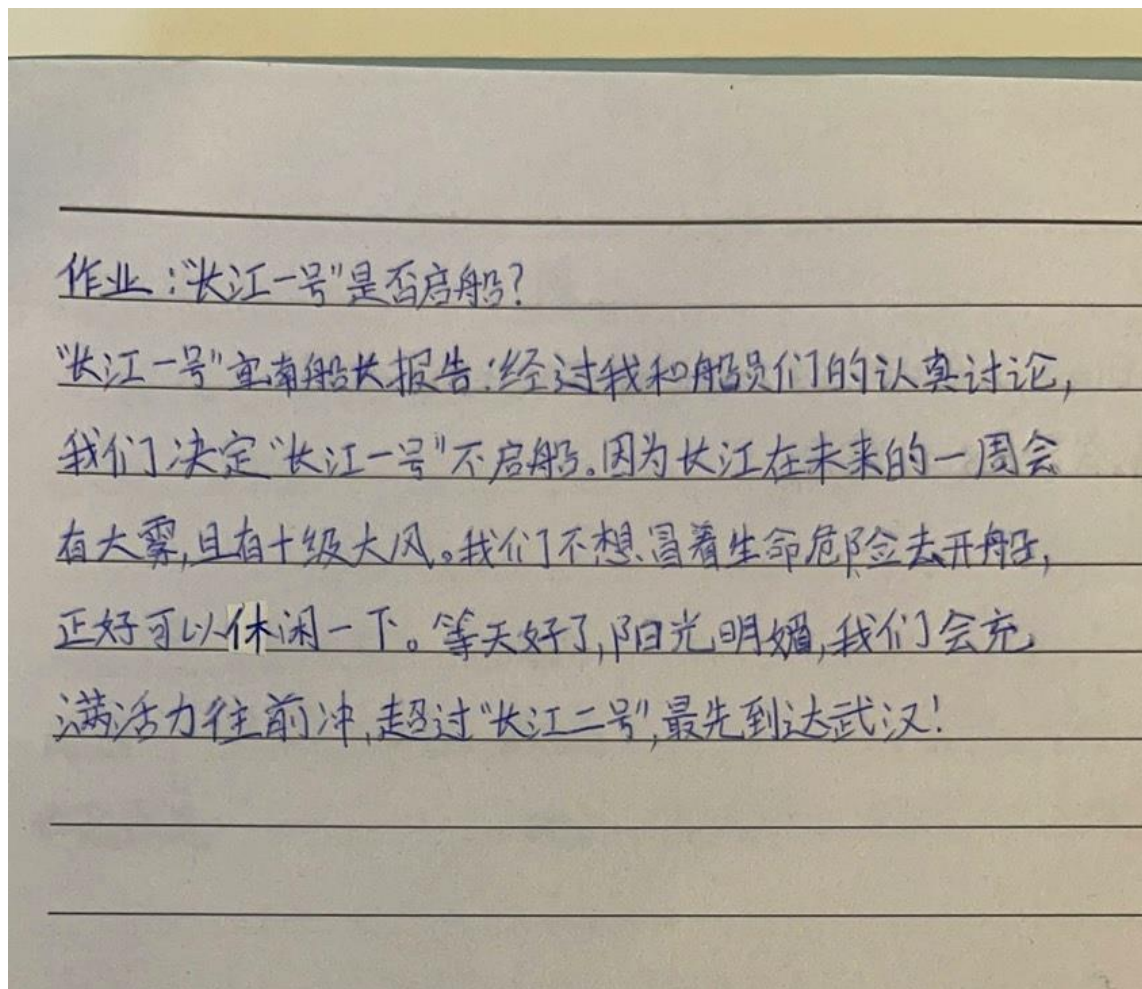 作业:“长江一号”是否启船?
“长江一号”南船长报告:经过我和船员们的认真讨论,
我们决定“长江一号”不启船。因为长江在未来的一周会
有大雾,且有十级大风。我们不想冒着生命危险去开船,
正好可以休闲一下。等天好了,阳光明媚,我们会充
满活力往前冲,超过“长江二号”,最先到达武汉!